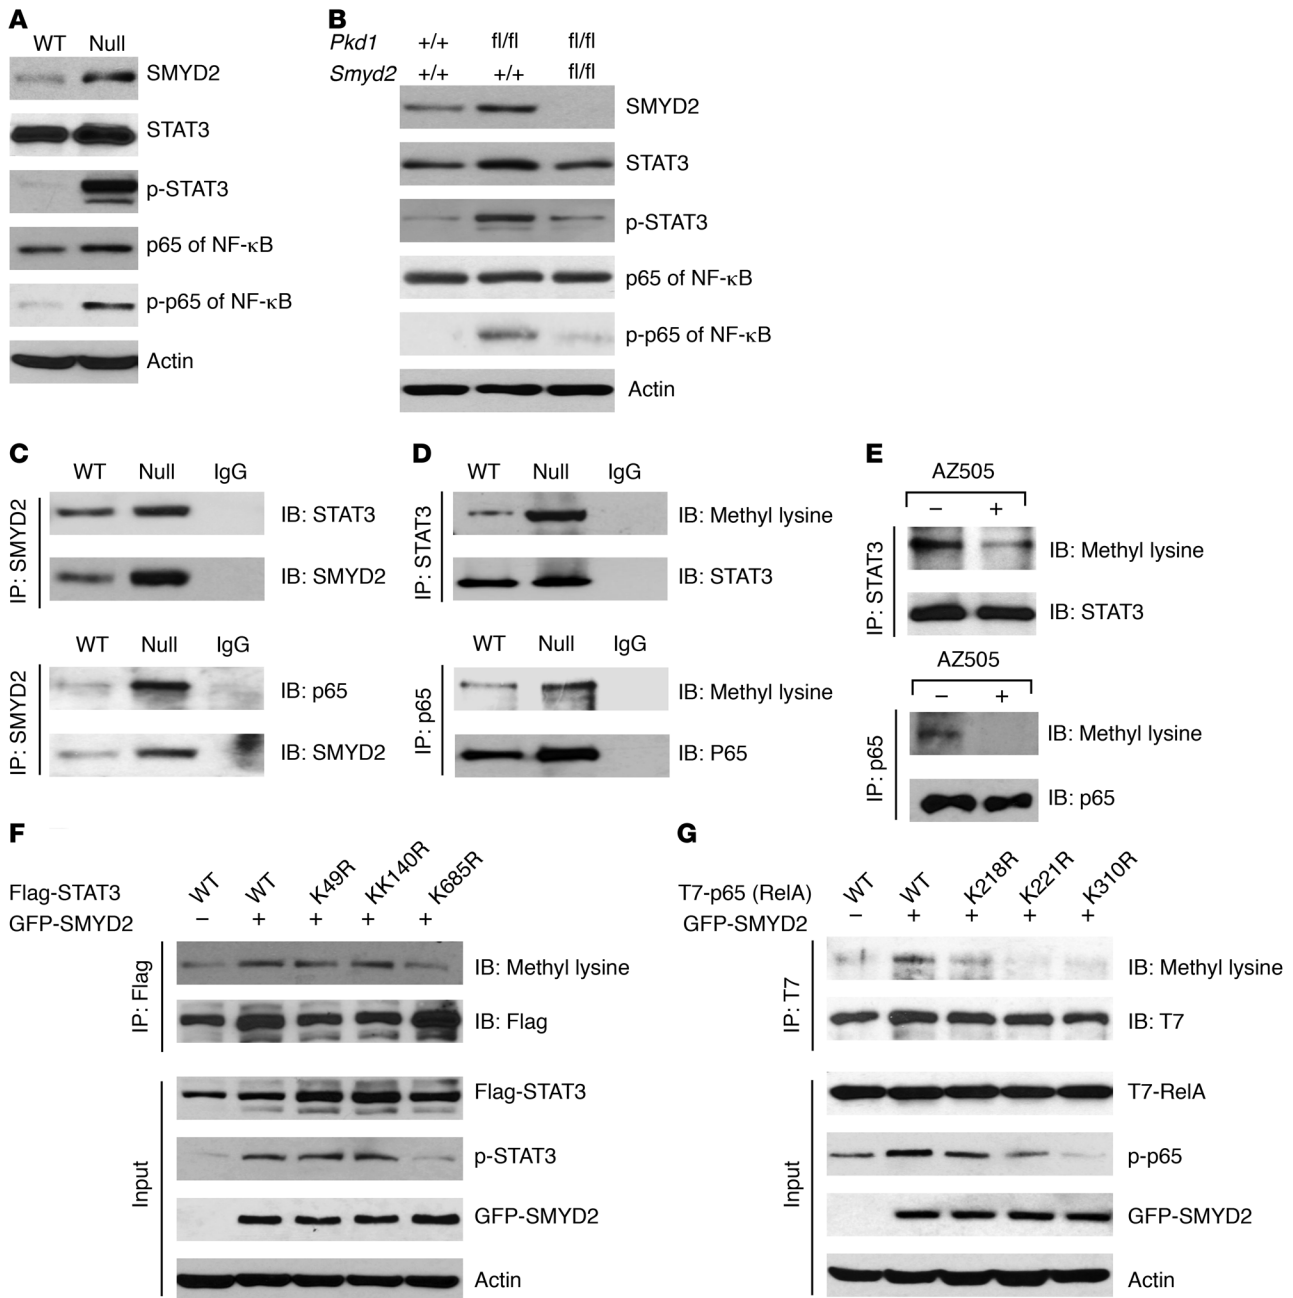 A
WT Null
SMYD2
STAT3
p-STAT3
p65 of NF-κB
p-p65 of NF-κB
Actin
B
Pkd1 +/+ fl/fl fl/fl
Smyd2 +/+ +/+ fl/fl
SMYD2
STAT3
p-STAT3
p65 of NF-κB
p-p65 of NF-κB
Actin
C
WT Null IgG
IP: SMYD2
IB: STAT3
IB: SMYD2
WT Null IgG
IP: SMYD2
IB: p65
IB: SMYD2
D
WT Null IgG
IP: STAT3
IB: Methyl lysine
IB: STAT3
WT Null IgG
IP: p65
IB: Methyl lysine
IB: P65
E
AZ505
– +
IP: STAT3
IB: Methyl lysine
IB: STAT3
AZ505
– +
IP: p65
IB: Methyl lysine
IB: p65
F
Flag-STAT3 WT WT K49R KK140R K685R
GFP-SMYD2 – + + + +
IP: Flag
IB: Methyl lysine
IB: Flag
Input
Flag-STAT3
p-STAT3
GFP-SMYD2
Actin
G
T7-p65 (RelA) WT WT K218R K221R K310R
GFP-SMYD2 – + + + +
IP: T7
IB: Methyl lysine
IB: T7
Input
T7-RelA
p-p65
GFP-SMYD2
Actin